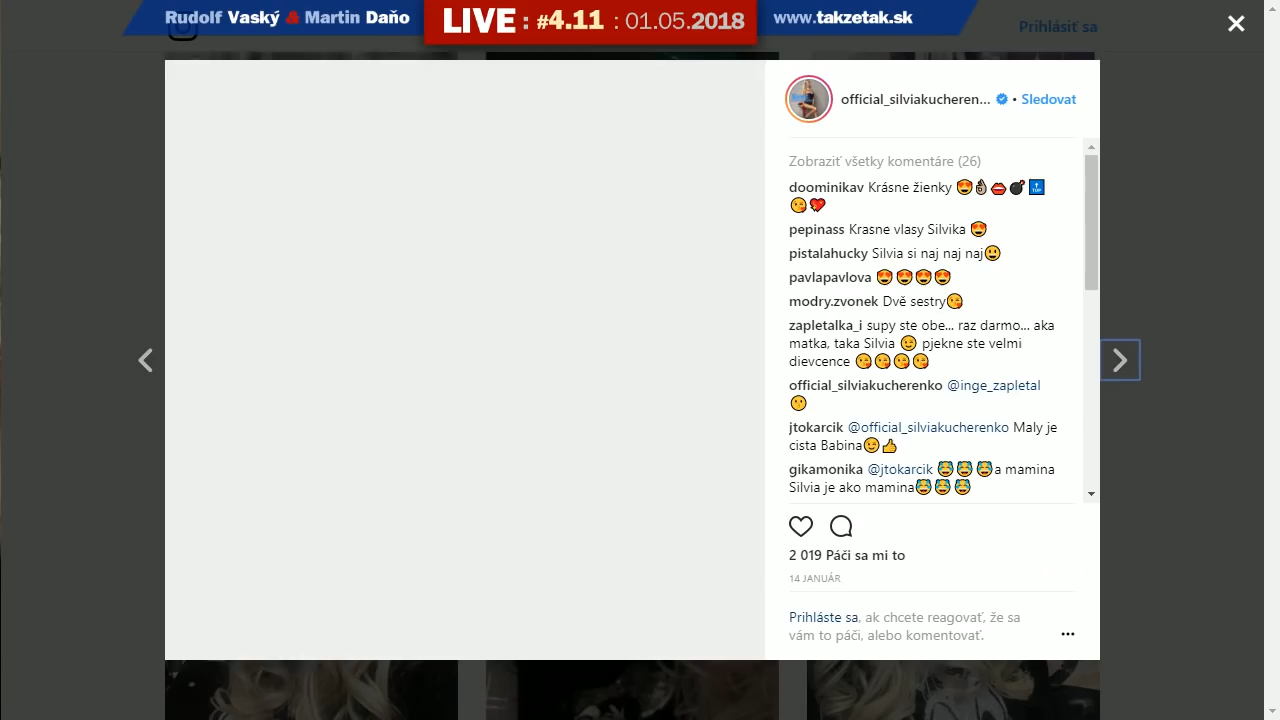 Rudolf Vaský & Martin Daňo
LIVE : #4.11 : 01.05.2018
www.takzetak.sk
Prihlásiť sa
official_silviakucheren... • Sledovat
Zobraziť všetky komentáre (26)
doominikav Krásne žienky 😍👌💋💣🔝
😘💖
pepinass Krasne vlasy Silvika 😍
pistalahucky Silvia si naj naj naj😃
pavlapavlova 😍😍😍😍
modry.zvonek Dvě sestry😘
zapletalka_i supy ste obe... raz darmo... aka
matka, taka Silvia 😉 pjekne ste velmi
dievcence 😘😘😘😘
official_silviakucherenko @inge_zapletal
😗
jtokarcik @official_silviakucherenko Maly je
cista Babina😉👍
gikamonika @jtokarcik 😂😂😂a mamina
Silvia je ako mamina😂😂😂
2 019 Páči sa mi to
14 JANUÁR
Prihláste sa, ak chcete reagovať, že sa
vám to páči, alebo komentovať.